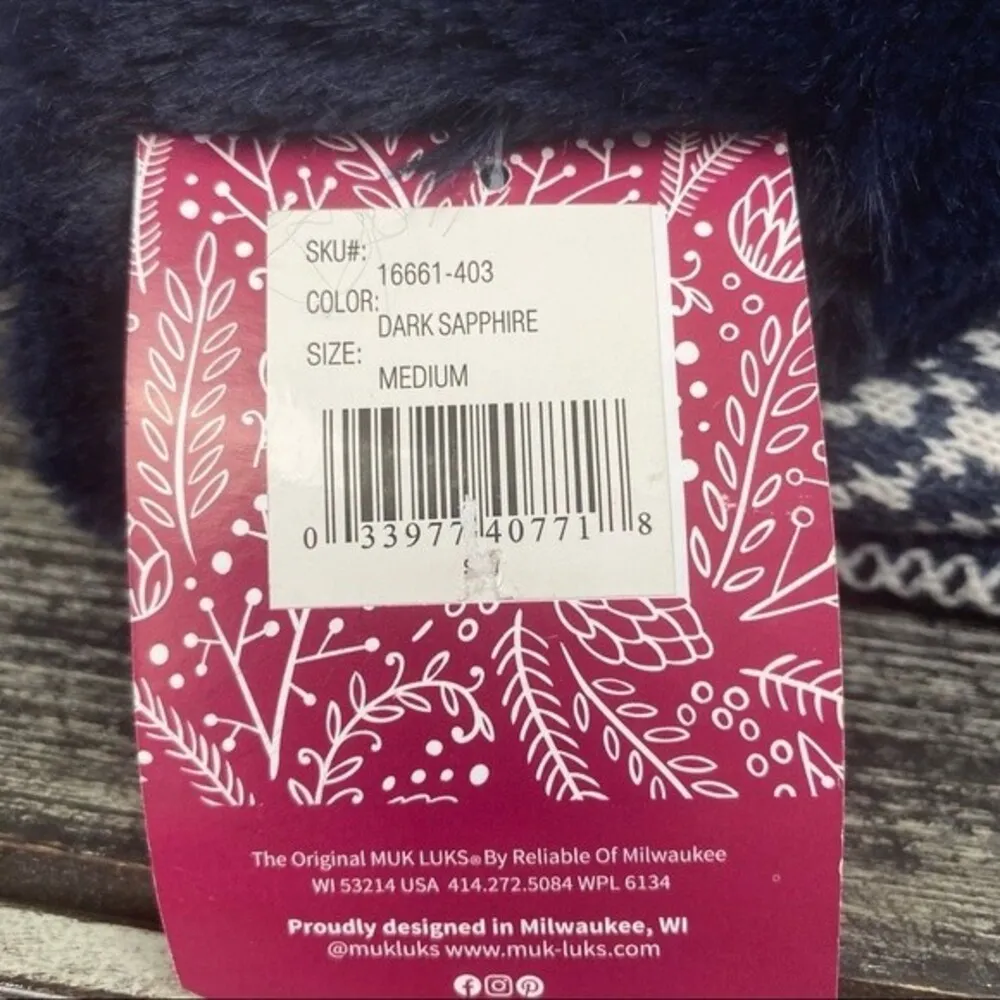 SKU#:
16661-403
COLOR:
DARK SAPPHIRE
SIZE:
MEDIUM
0 33977 40771 8
The Original MUK LUKS® By Reliable Of Milwaukee
WI 53214 USA 414.272.5084 WPL 6134
Proudly designed in Milwaukee, WI
@mukluks www.muk-luks.com